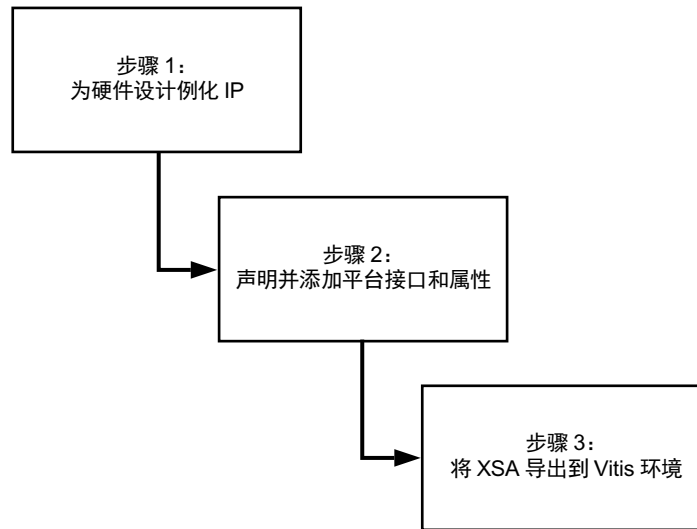 步骤 1：
为硬件设计例化 IP
步骤 2：
声明并添加平台接口和属性
步骤 3：
将 XSA 导出到 Vitis 环境